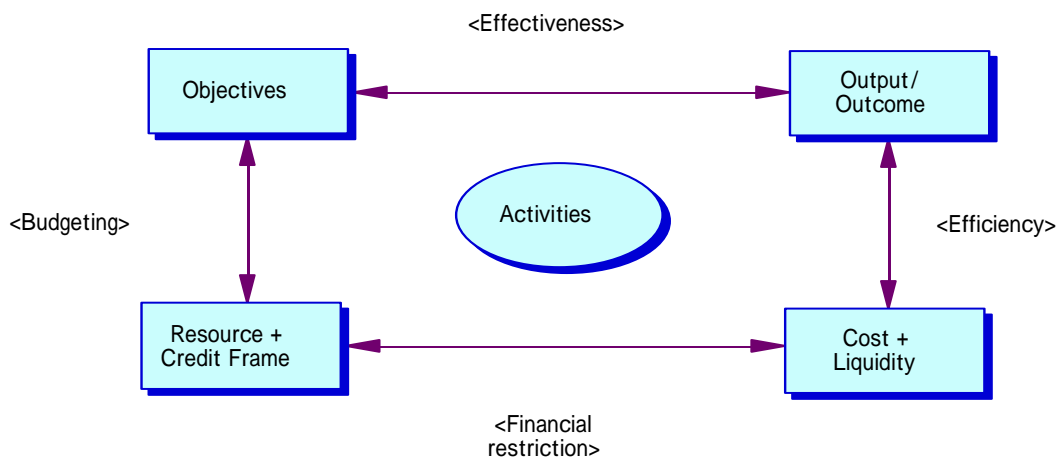 <Effectiveness>
Objectives
Output/
Outcome
Activities
<Budgeting>
<Efficiency>
Resource +
Credit Frame
Cost +
Liquidity
<Financial
restriction>